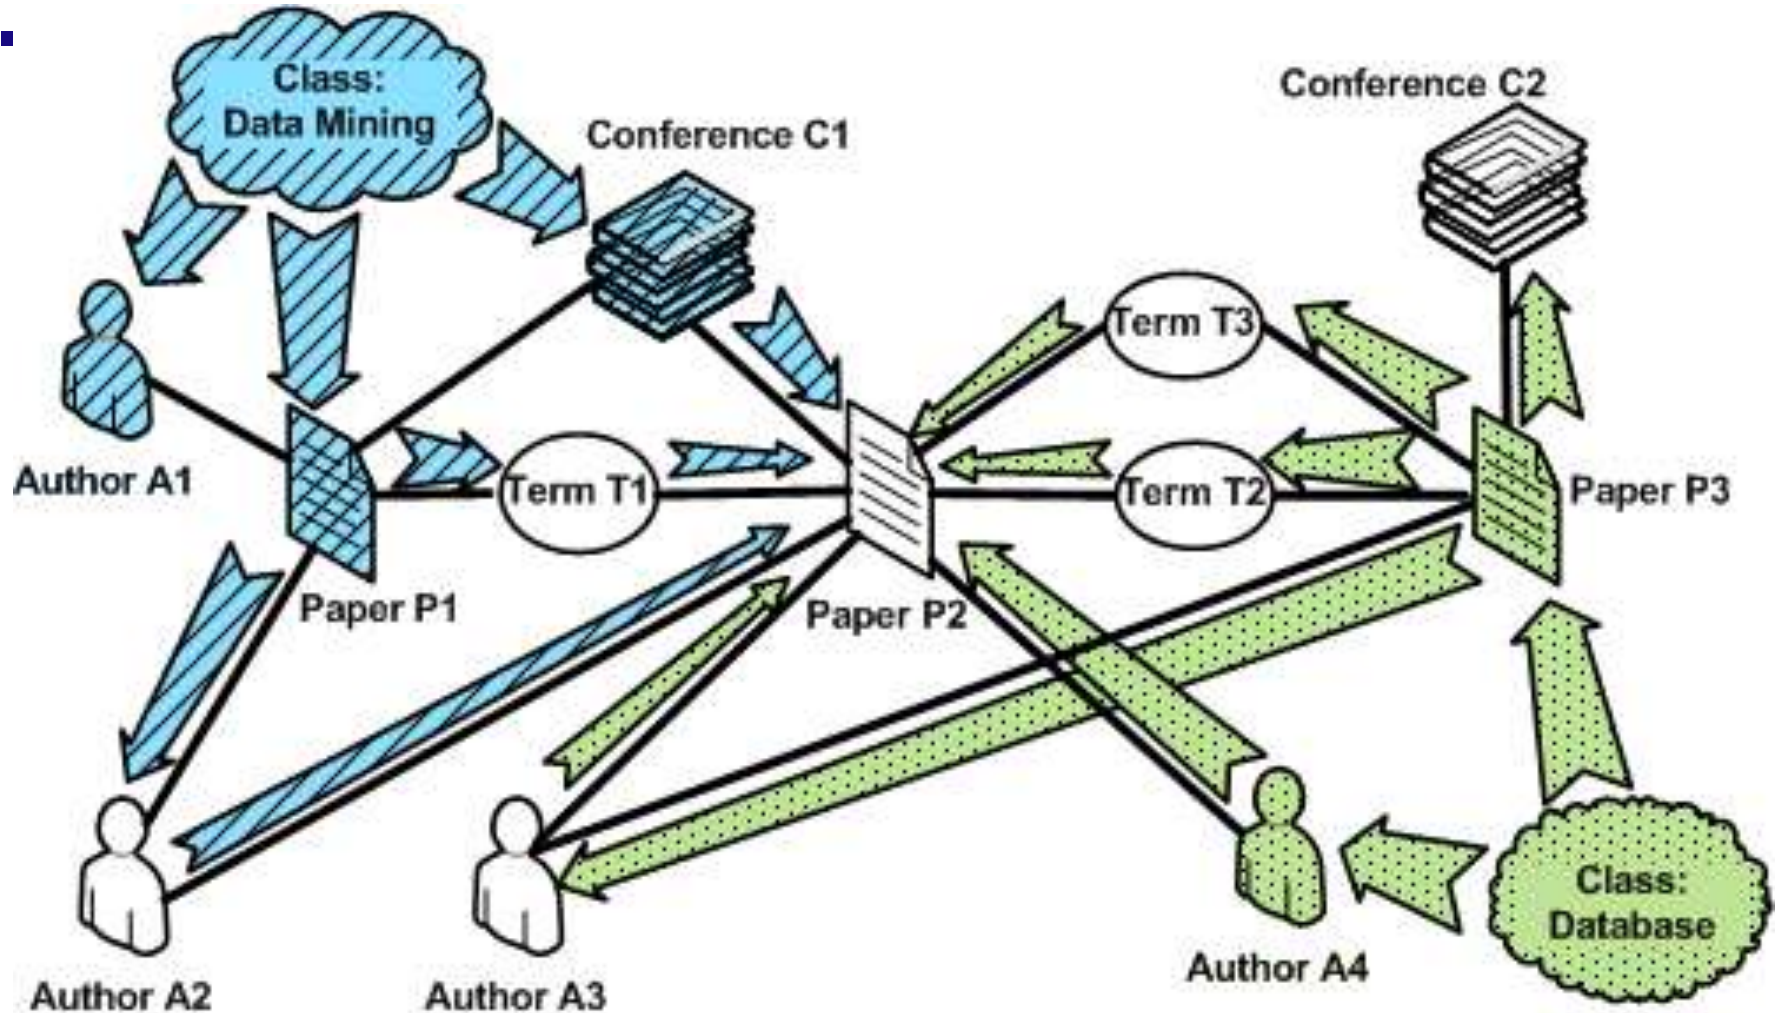 Class:
Data Mining
Conference C1
Conference C2
Term T3
Author A1
Term T1
Term T2
Paper P3
Paper P1
Paper P2
Class:
Database
Author A2
Author A3
Author A4